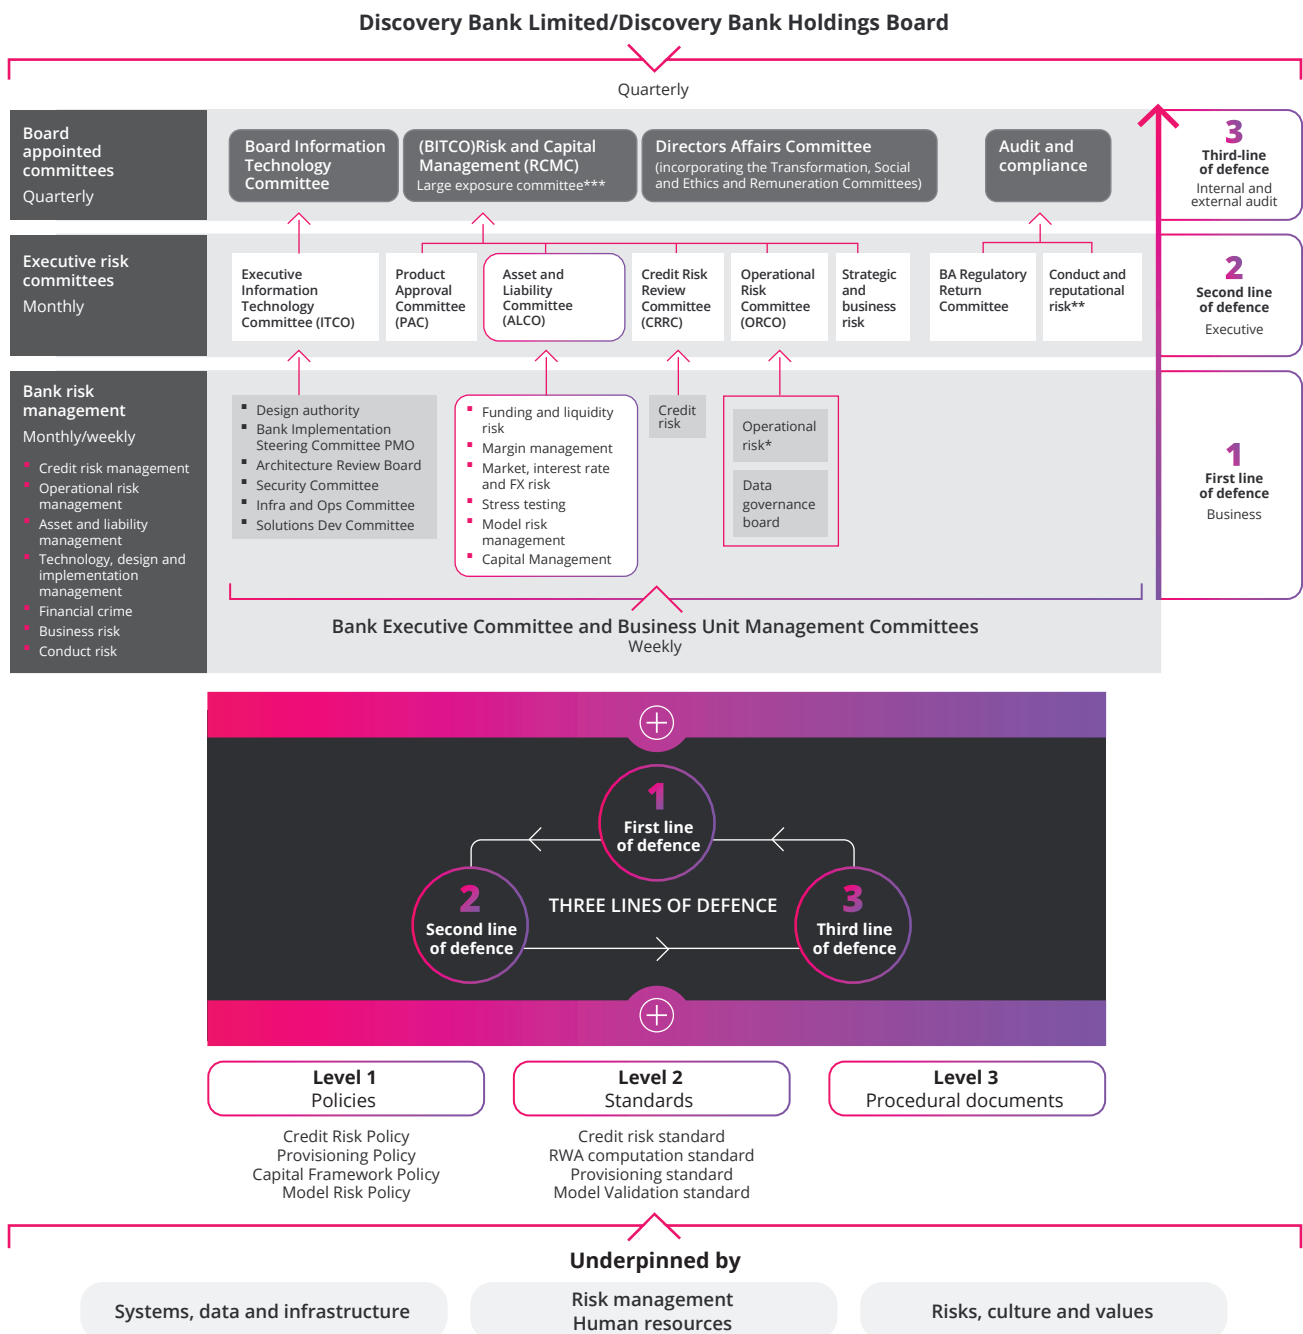 Discovery Bank Limited/Discovery Bank Holdings Board
Quarterly
Board
appointed
committees
Quarterly
Board Information
Technology
Committee
(BITCO)Risk and Capital
Management (RCMC)
Large exposure committee***
Directors Affairs Committee
(incorporating the Transformation, Social
and Ethics and Remuneration Committees)
Audit and
compliance
3
Third-line
of defence
Internal and
external audit
Executive risk
committees
Monthly
Executive
Information
Technology
Committee (ITCO)
Product
Approval
Committee
(PAC)
Asset and
Liability
Committee
(ALCO)
Credit Risk
Review
Committee
(CRRC)
Operational
Risk
Committee
(ORCO)
Strategic
and
business
risk
BA Regulatory
Return
Committee
Conduct and
reputational
risk**
2
Second line
of defence
Executive
Bank risk
management
Monthly/weekly
Credit risk management
Operational risk
management
Asset and liability
management
Technology, design and
implementation
management
Financial crime
Business risk
Conduct risk
Design authority
Bank Implementation
Steering Committee PMO
Architecture Review Board
Security Committee
Infra and Ops Committee
Solutions Dev Committee
Funding and liquidity
risk
Margin management
Market, interest rate
and FX risk
Stress testing
Model risk
management
Capital Management
Credit
risk
Operational
risk*
Data
governance
board
1
First line
of defence
Business
Bank Executive Committee and Business Unit Management Committees
Weekly
1
First line
of defence
2
Second line
of defence
THREE LINES OF DEFENCE
3
Third line
of defence
Level 1
Policies
Level 2
Standards
Level 3
Procedural documents
Credit Risk Policy
Provisioning Policy
Capital Framework Policy
Model Risk Policy
Credit risk standard
RWA computation standard
Provisioning standard
Model Validation standard
Underpinned by
Systems, data and infrastructure
Risk management
Human resources
Risks, culture and values